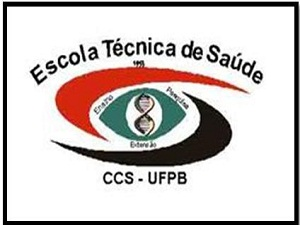 Escola Técnica de Saúde
Ensino
Pesquisa
Extensão
CCS - UFPB